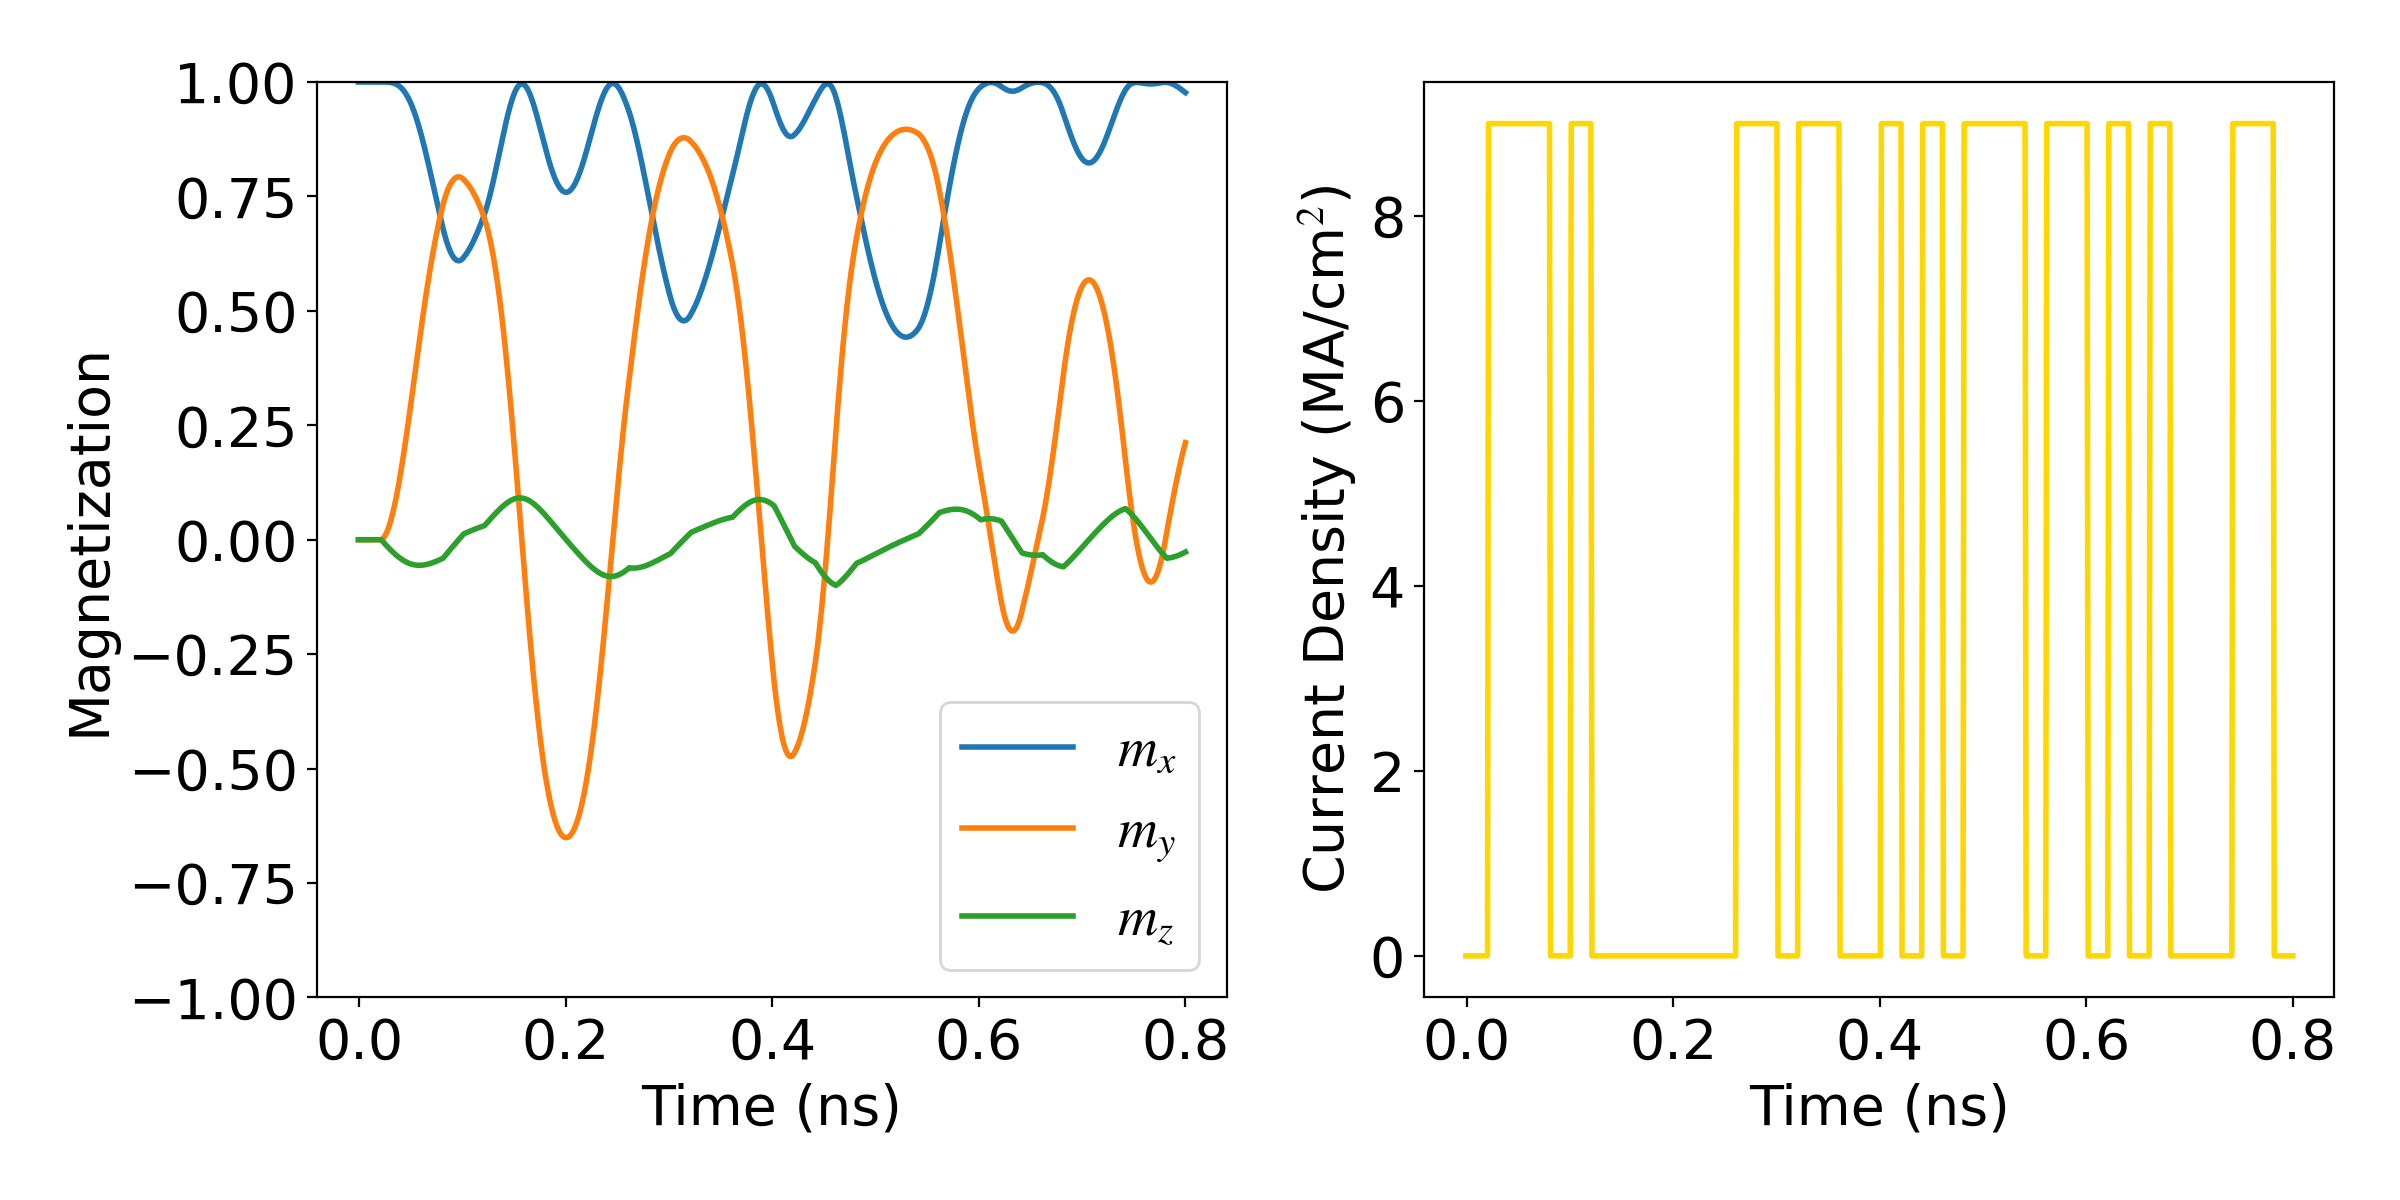 1.00
0.75
0.50
0.25
0.00
−0.25
−0.50
−0.75
−1.00
Magnetization
0.0 0.2 0.4 0.6 0.8
Time (ns)
m_x
m_y
m_z
8
6
4
2
0
Current Density (MA/cm²)
0.0 0.2 0.4 0.6 0.8
Time (ns)